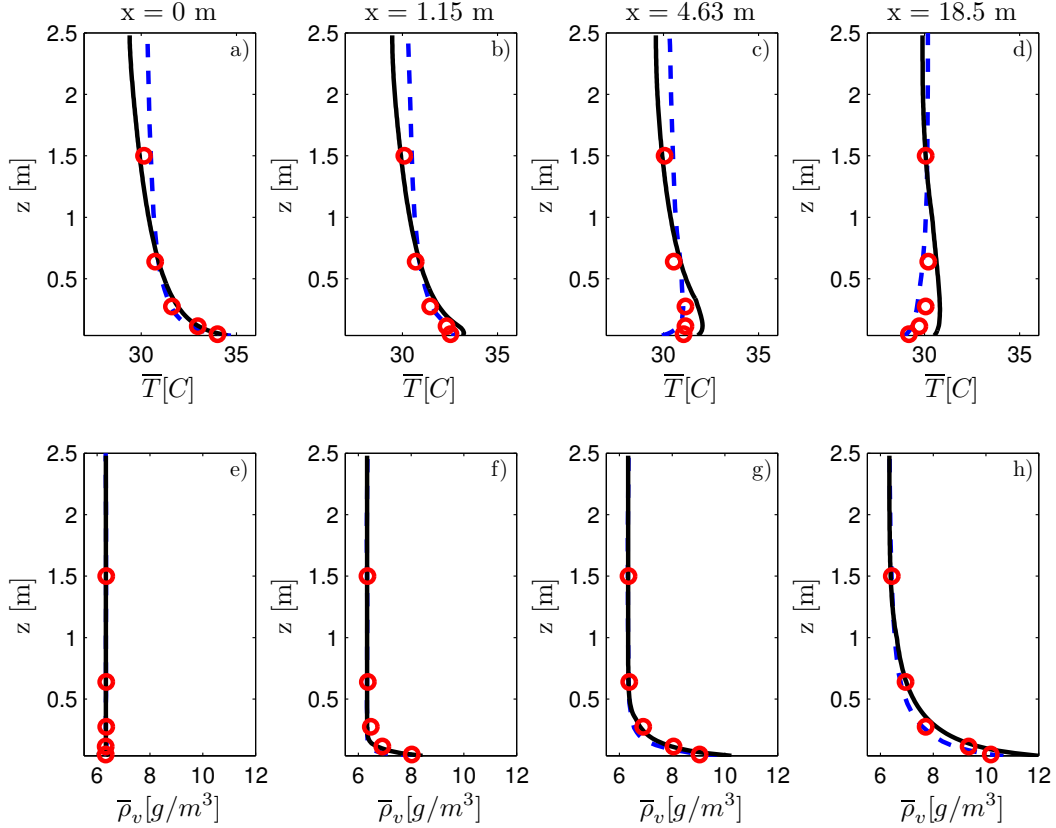 x = 0 m x = 1.15 m x = 4.63 m x = 18.5 m
a) b) c) d)
2.5 2.5 2.5 2.5
2 2 2 2
1.5 1.5 1.5 1.5
z [m] z [m] z [m] z [m]
1 1 1 1
0.5 0.5 0.5 0.5
30 35 30 35 30 35 30 35
T̅[C] T̅[C] T̅[C] T̅[C]
e) f) g) h)
2.5 2.5 2.5 2.5
2 2 2 2
1.5 1.5 1.5 1.5
z [m] z [m] z [m] z [m]
1 1 1 1
0.5 0.5 0.5 0.5
6 8 10 12 6 8 10 12 6 8 10 12 6 8 10 12
ρ̅ᵥ[g/m³] ρ̅ᵥ[g/m³] ρ̅ᵥ[g/m³] ρ̅ᵥ[g/m³]